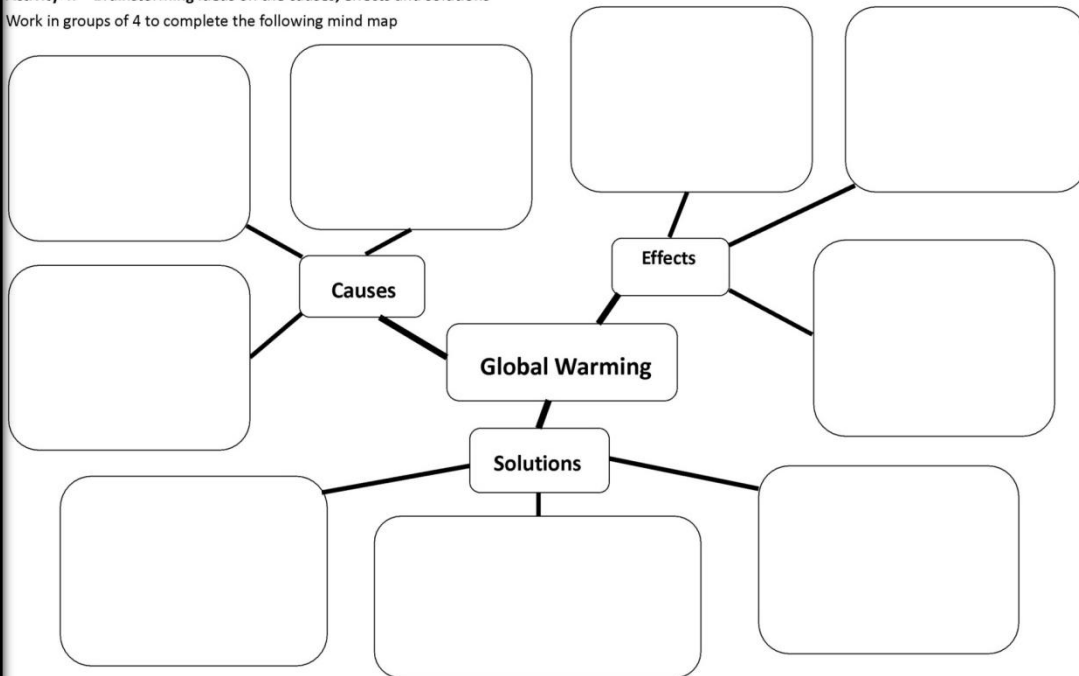 Work in groups of 4 to complete the following mind map
Effects
Causes
Global Warming
Solutions